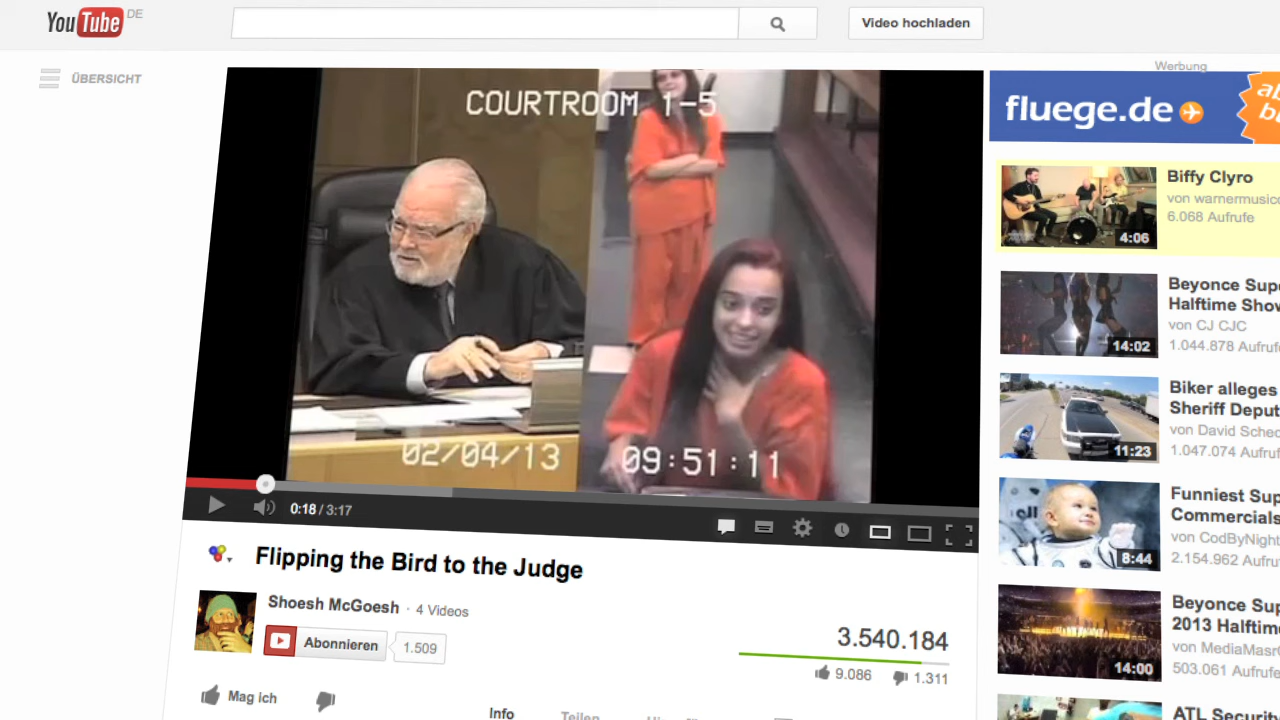 YouTube DE
Video hochladen
ÜBERSICHT
Werbung
COURTROOM 1-5
02/04/13
09:51:11
0:18 / 3:17
Flipping the Bird to the Judge
Shoesh McGoesh · 4 Videos
Abonnieren
1.509
3.540.184
9.086
1.311
Mag ich
Info
Teilen
fluege.de
Biffy Clyro
von warnermusic
6.068 Aufrufe
4:06
Beyonce Supe
Halftime Show
von CJ CJC
1.044.878 Aufrufe
14:02
Biker alleges
Sheriff Deput
von David Sched
1.047.074 Aufruf
11:23
Funniest Sup
Commercials
von CodByNight
2.154.962 Aufru
8:44
Beyonce Sup
2013 Halftim
von MediaMasr
503.061 Aufrufe
14:00
ATL Security